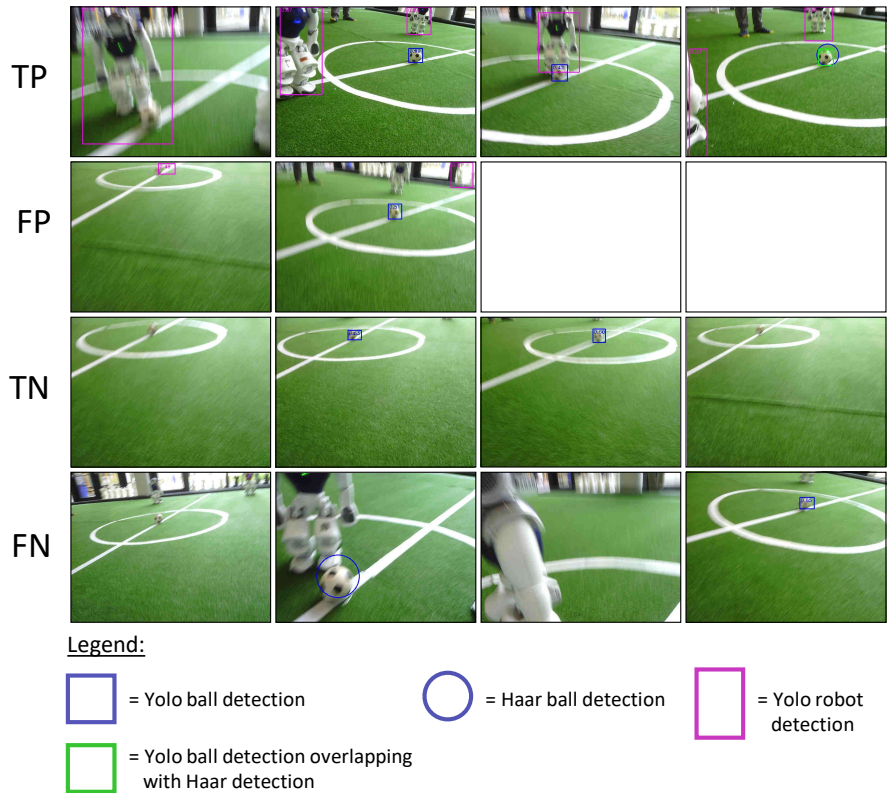 TP
FP
TN
FN
Legend:
= Yolo ball detection
= Haar ball detection
= Yolo robot
detection
= Yolo ball detection overlapping
with Haar detection